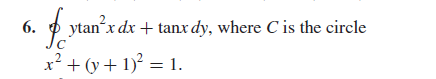 6. ∮_C ytan²x dx + tanx dy, where C is the circle
x² + (y + 1)² = 1.